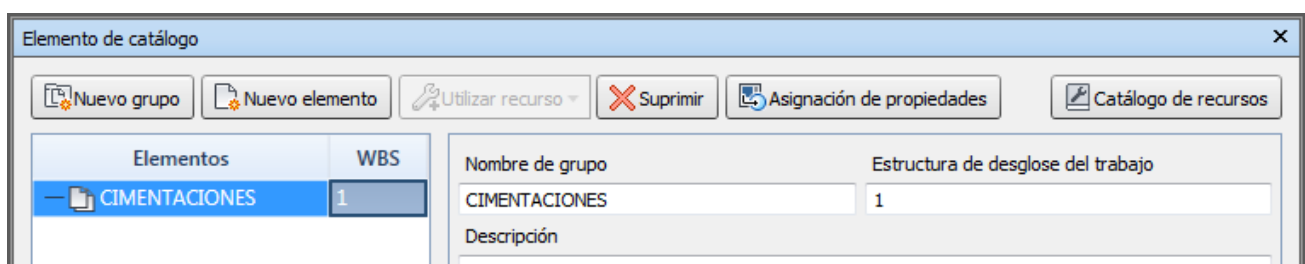 Elemento de catálogo
Nuevo grupo Nuevo elemento Utilizar recurso Suprimir Asignación de propiedades Catálogo de recursos
Elementos WBS
CIMENTACIONES 1
Nombre de grupo Estructura de desglose del trabajo
CIMENTACIONES 1
Descripción